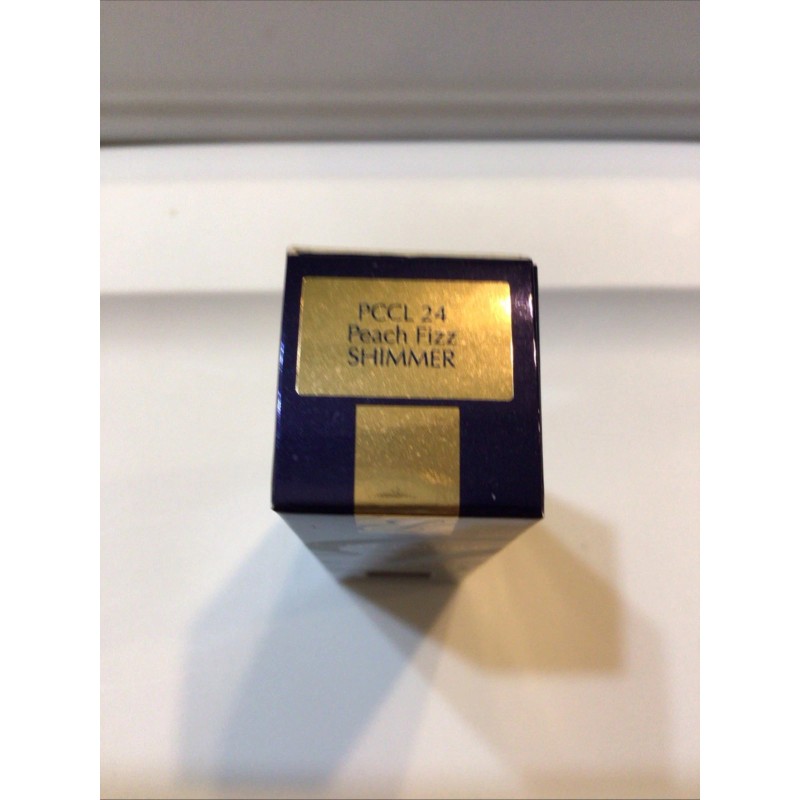 PCCL 24
Peach Fizz
SHIMMER